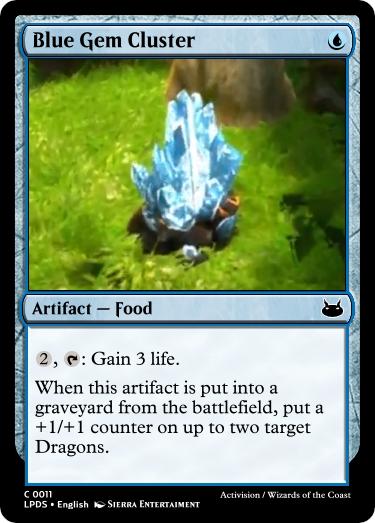 Blue Gem Cluster
Artifact — Food
2, T: Gain 3 life.
When this artifact is put into a
graveyard from the battlefield, put a
+1/+1 counter on up to two target
Dragons.
C 0011
LPDS • English Sierra Entertaiment
Activision / Wizards of the Coast